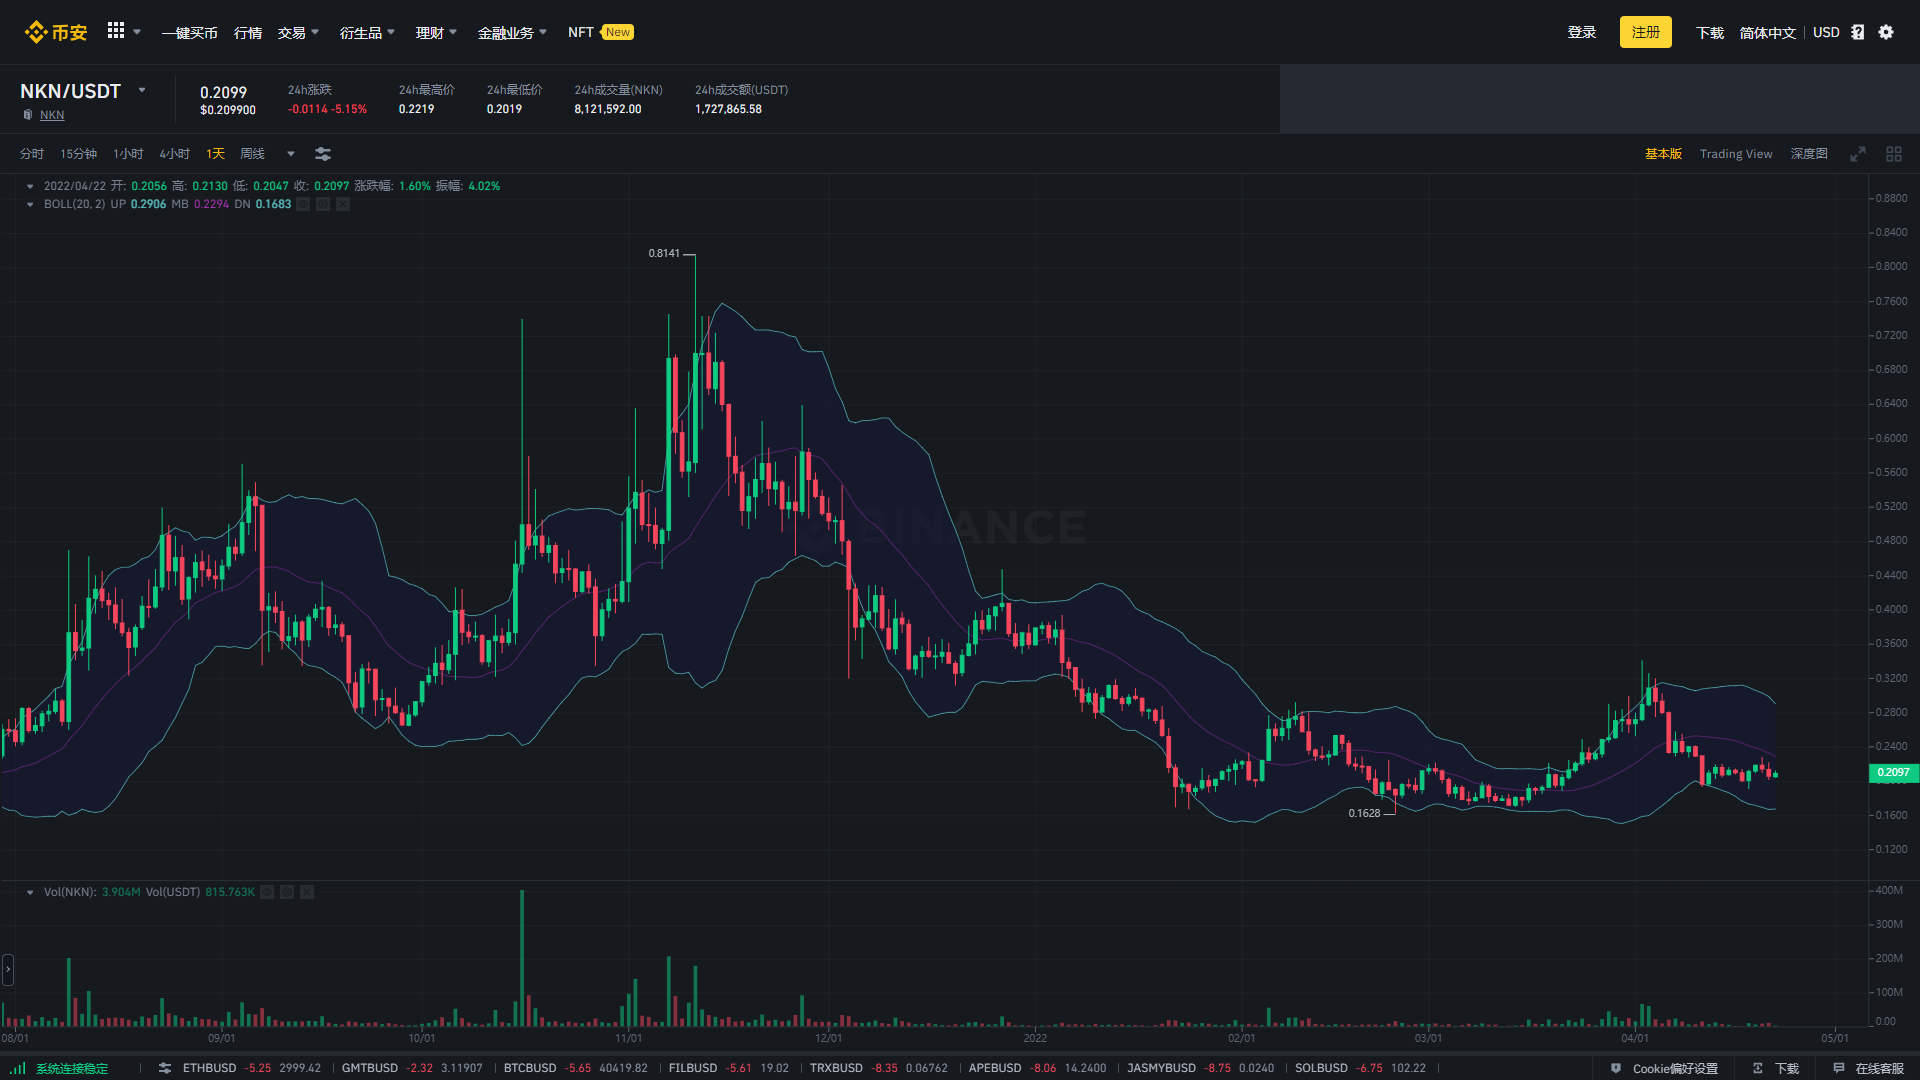 币安 一键买币 行情 交易 衍生品 理财 金融业务 NFT New 登录 注册 下载 简体中文 USD
NKN/USDT
NKN
0.2099
$0.209900
24h涨跌
-0.0114 -5.15%
24h最高价
0.2219
24h最低价
0.2019
24h成交量(NKN)
8,121,592.00
24h成交额(USDT)
1,727,865.58
分时 15分钟 1小时 4小时 1天 周线 基本版 Trading View 深度图
2022/04/22 开: 0.2056 高: 0.2130 低: 0.2047 收: 0.2097 涨跌幅: 1.60% 振幅: 4.02%
BOLL(20, 2) UP 0.2906 MB 0.2294 DN 0.1683
0.8800
0.8400
0.8141
0.8000
0.7600
0.7200
0.6800
0.6400
0.6000
0.5600
0.5200
BINANCE
0.4800
0.4400
0.4000
0.3600
0.3200
0.2800
0.2400
0.2097
0.1628
0.1600
0.1200
Vol(NKN): 3.904M Vol(USDT) 815.763K
400M
300M
200M
100M
0.00
08/01 09/01 10/01 11/01 12/01 2022 02/01 03/01 04/01 05/01
系统连接稳定 ETHBUSD -5.25 2999.42 GMTBUSD -2.32 3.11907 BTCBUSD -5.65 40419.82 FILBUSD -5.61 19.02 TRXBUSD -8.35 0.06762 APEBUSD -8.06 14.2400 JASMYBUSD -8.75 0.0240 SOLBUSD -6.75 102.22 Cookie偏好设置 下载 在线客服